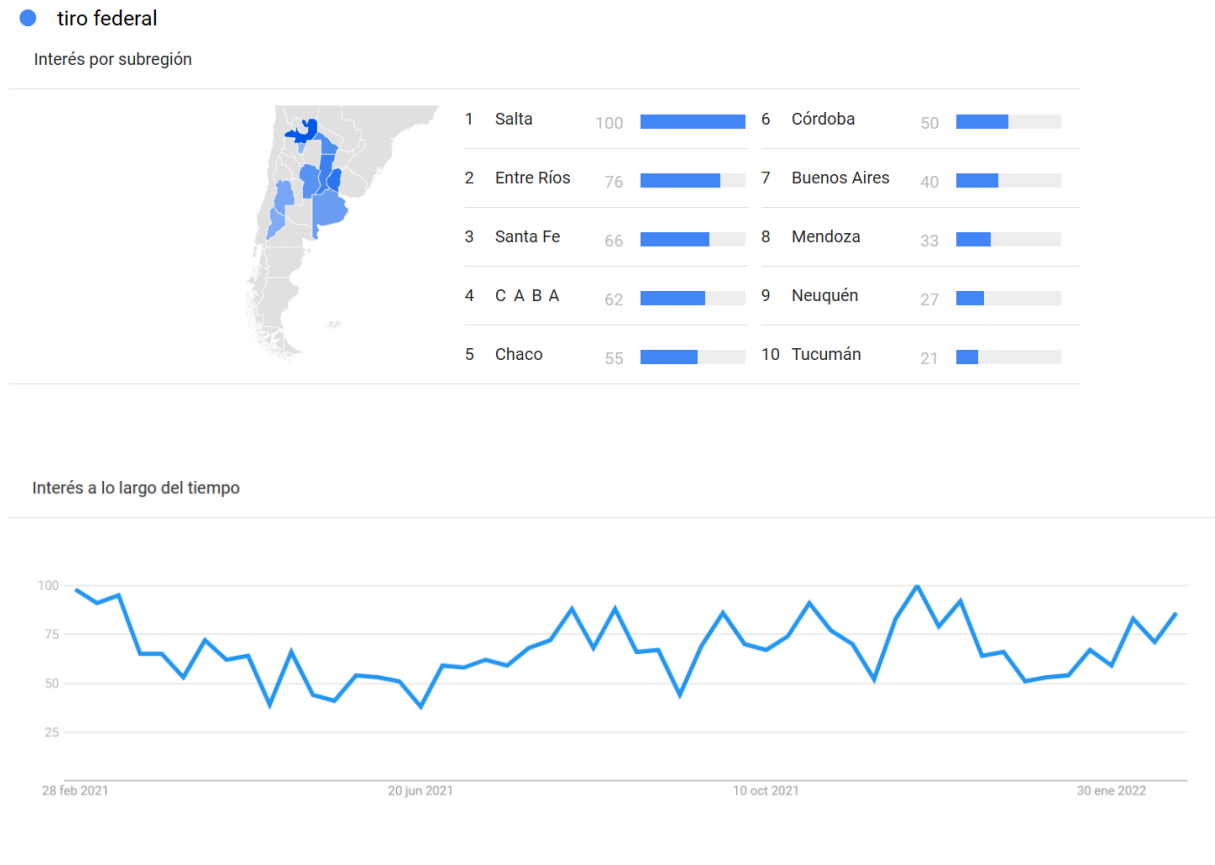 tiro federal
Interés por subregión
1 Salta 100
2 Entre Ríos 76
3 Santa Fe 66
4 C A B A 62
5 Chaco 55
6 Córdoba 50
7 Buenos Aires 40
8 Mendoza 33
9 Neuquén 27
10 Tucumán 21
Interés a lo largo del tiempo
100
75
50
25
28 feb 2021 20 jun 2021 10 oct 2021 30 ene 2022